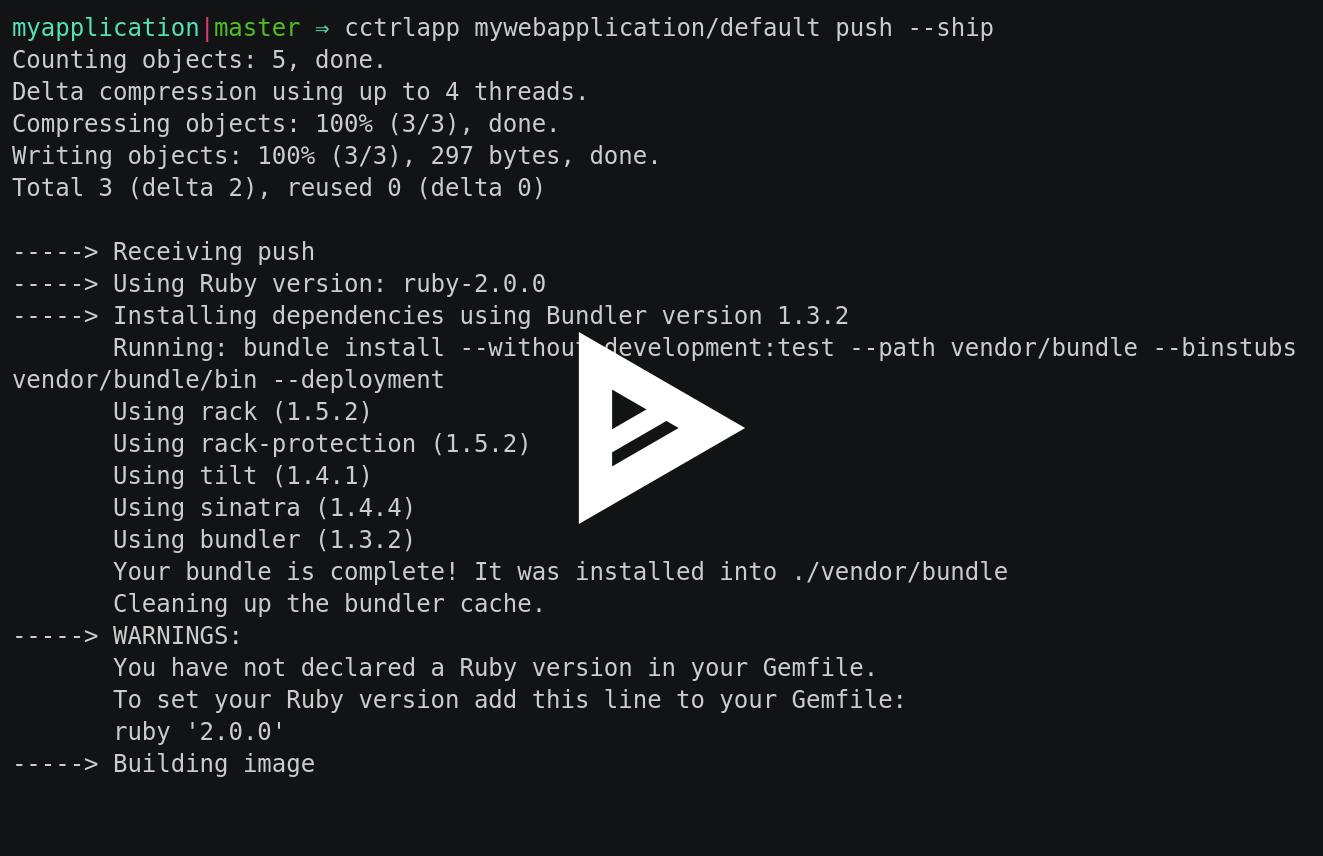 myapplication|master ⇒ cctrlapp mywebapplication/default push --ship
Counting objects: 5, done.
Delta compression using up to 4 threads.
Compressing objects: 100% (3/3), done.
Writing objects: 100% (3/3), 297 bytes, done.
Total 3 (delta 2), reused 0 (delta 0)
-----> Receiving push
-----> Using Ruby version: ruby-2.0.0
-----> Installing dependencies using Bundler version 1.3.2
Running: bundle install --without development:test --path vendor/bundle --binstubs
vendor/bundle/bin --deployment
Using rack (1.5.2)
Using rack-protection (1.5.2)
Using tilt (1.4.1)
Using sinatra (1.4.4)
Using bundler (1.3.2)
Your bundle is complete! It was installed into ./vendor/bundle
Cleaning up the bundler cache.
-----> WARNINGS:
You have not declared a Ruby version in your Gemfile.
To set your Ruby version add this line to your Gemfile:
ruby '2.0.0'
-----> Building image